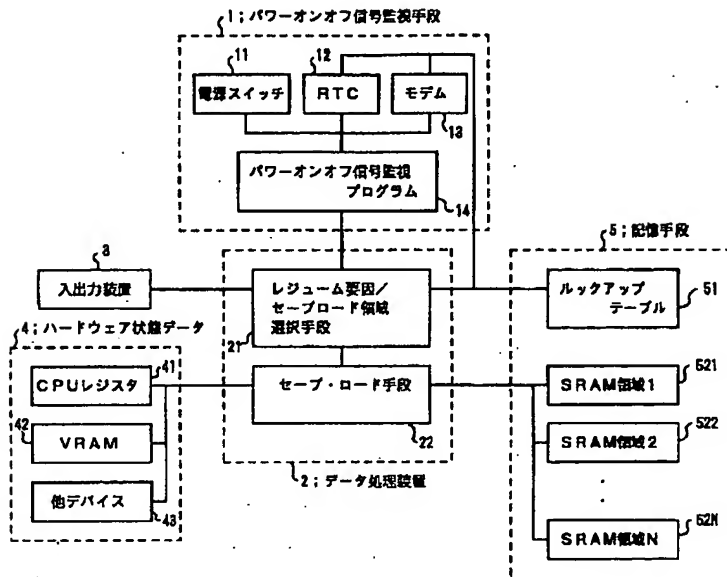 1;パワーオンオフ信号監視手段
11
12
電源スイッチ
RTC
モデム
13
パワーオンオフ信号監視
プログラム
14
5;記憶手段
3
入出力装置
レジューム要因/
セーブロード領域
選択手段
21
ルックアップ
テーブル
51
4;ハードウェア状態データ
41
CPUレジスタ
セーブ・ロード手段
22
SRAM領域1
521
42
VRAM
SRAM領域2
522
他デバイス
43
2;データ処理装置
SRAM領域N
52N